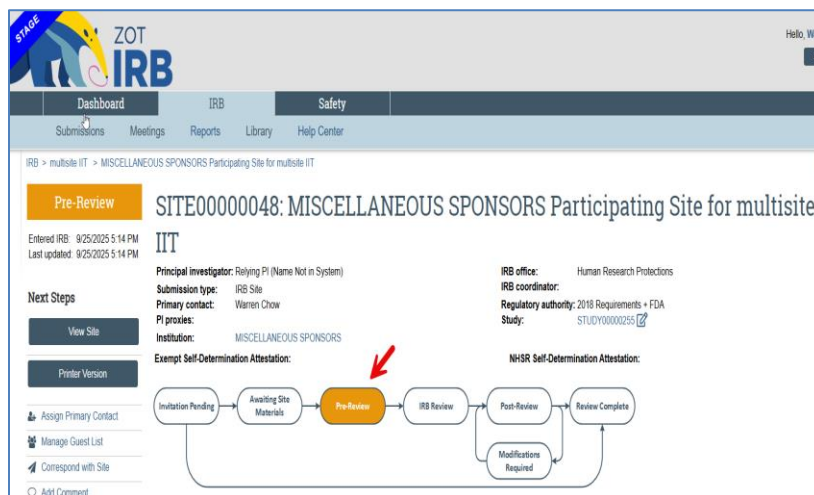 STAGE
ZOT
IRB
Hello, W
Dashboard IRB Safety
Submissions Meetings Reports Library Help Center
IRB > multisite IIT > MISCELLANEOUS SPONSORS Participating Site for multisite IIT
Pre-Review
SITE00000048: MISCELLANEOUS SPONSORS Participating Site for multisite
IIT
Entered IRB: 9/25/2025 5:14 PM
Last updated: 9/25/2025 5:14 PM
Principal investigator: Relying PI (Name Not in System)
Submission type: IRB Site
Primary contact: Warren Chow
PI proxies:
Institution: MISCELLANEOUS SPONSORS
Exempt Self-Determination Attestation:
IRB office: Human Research Protections
IRB coordinator:
Regulatory authority: 2018 Requirements + FDA
Study: STUDY00000255
NHSR Self-Determination Attestation:
Next Steps
View Site
Printer Version
Assign Primary Contact
Manage Guest List
Correspond with Site
Add Comment
Invitation Pending
Awaiting Site
Materials
Pre-Review
IRB Review
Post-Review
Review Complete
Modifications
Required